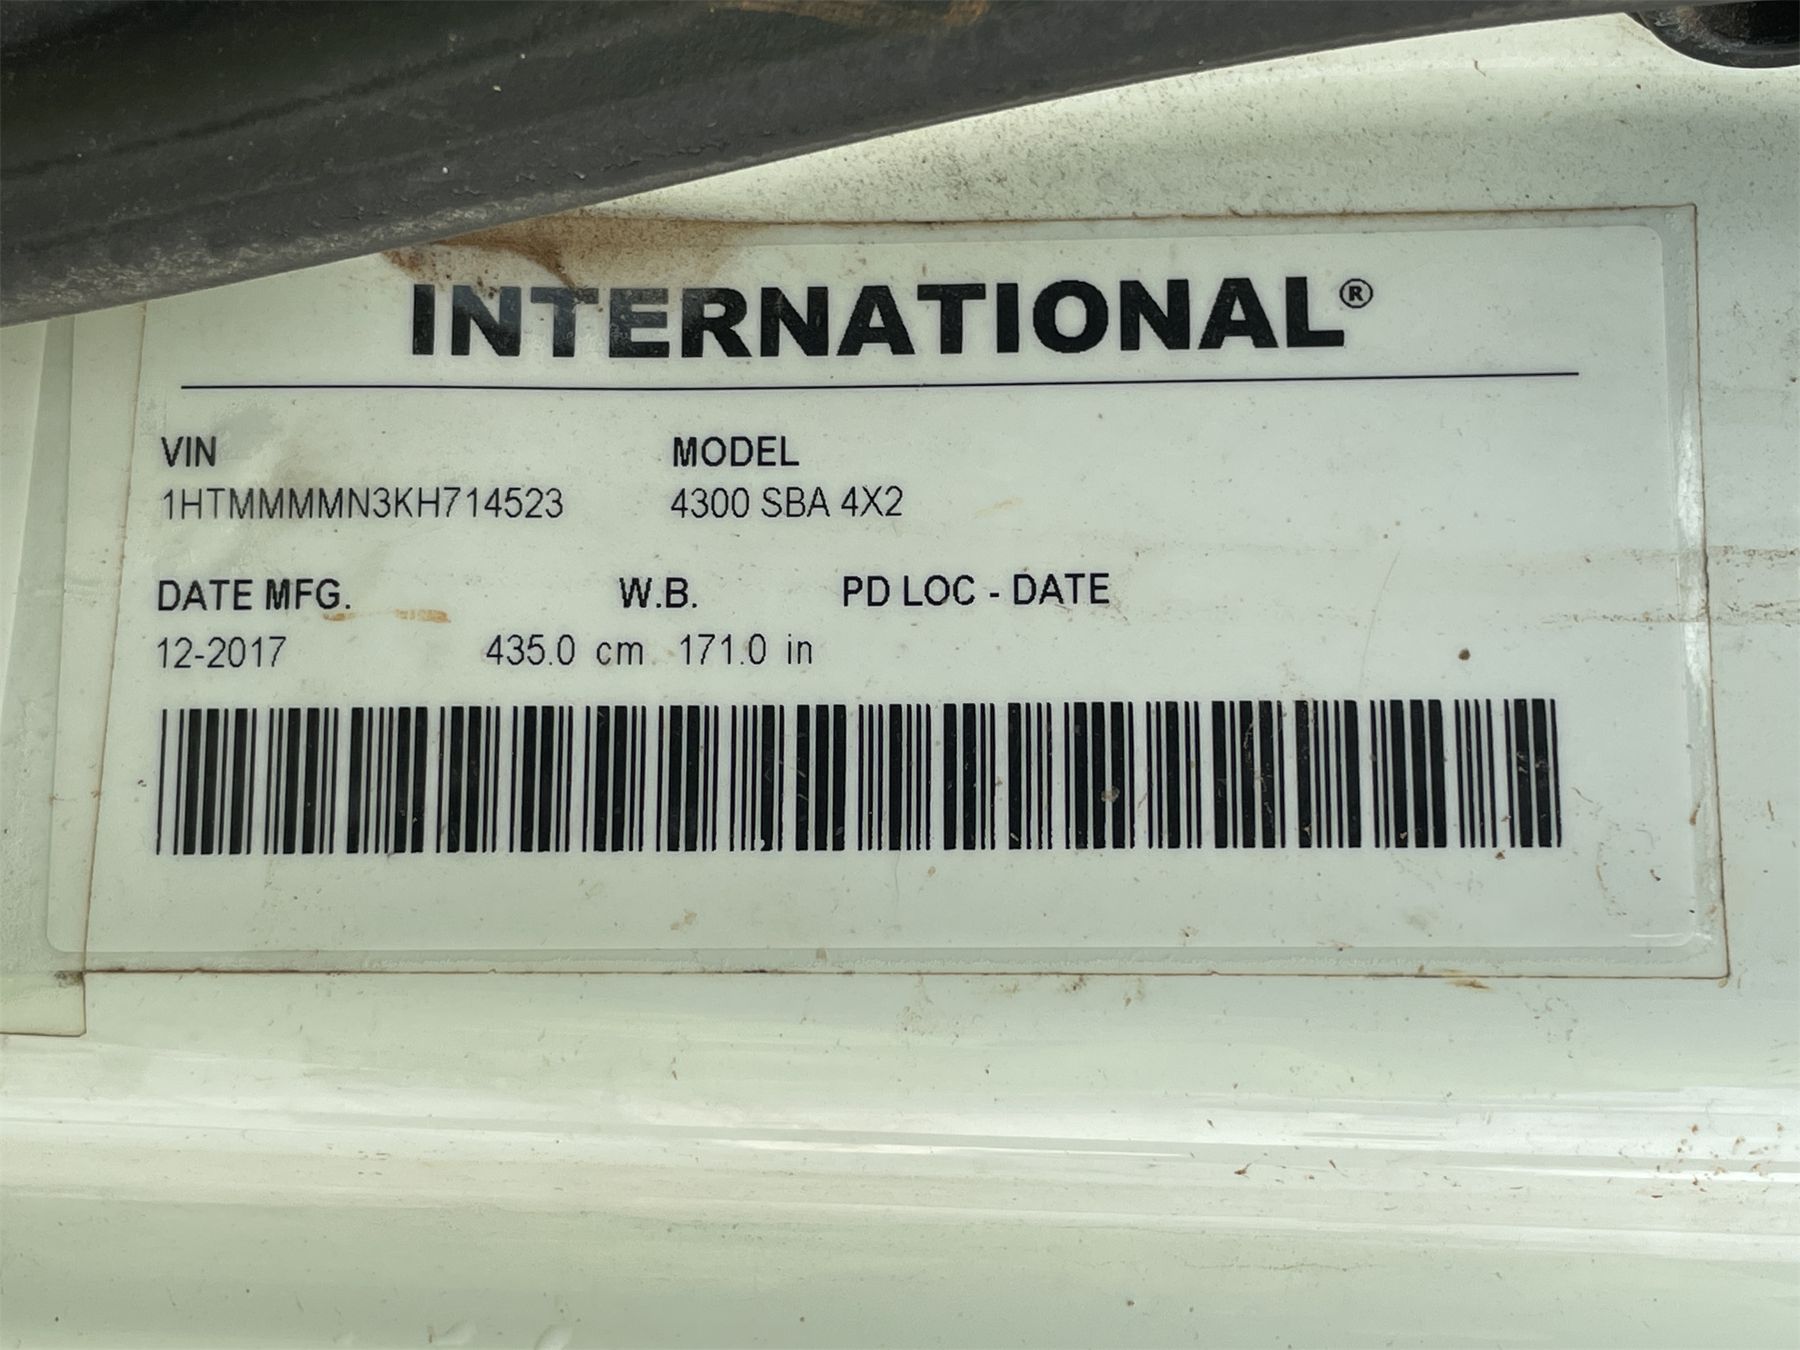 INTERNATIONAL®
VIN MODEL
1HTMMMMN3KH714523 4300 SBA 4X2
DATE MFG. W.B. PD LOC - DATE
12-2017 435.0 cm 171.0 in